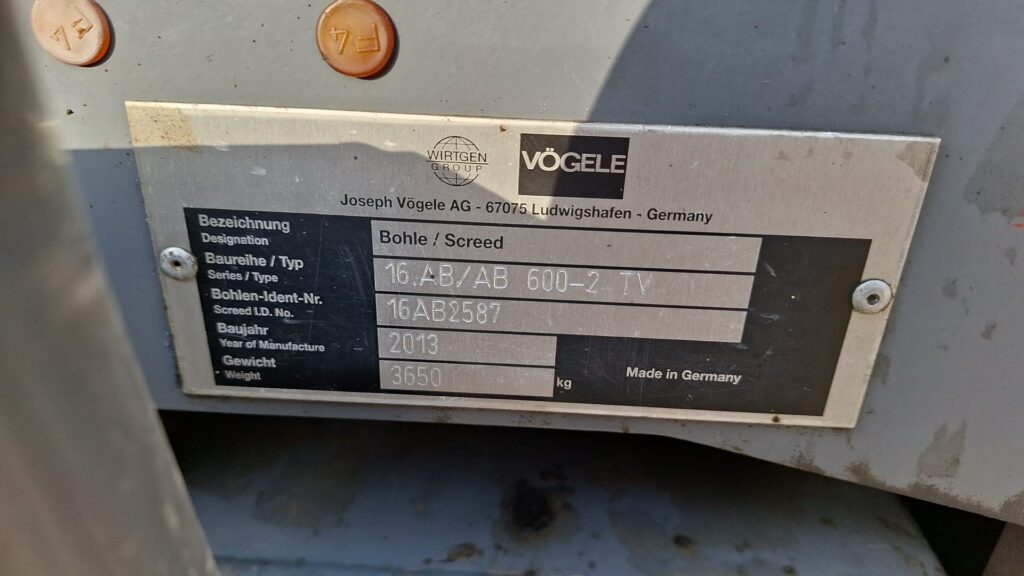 F4
F4
WIRTGEN
GROUP
VÖGELE
Joseph Vögele AG - 67075 Ludwigshafen - Germany
Bezeichnung
Designation
Bohle / Screed
Baureihe / Typ
Series / Type
16.AB/AB 600-2 TV
Bohlen-Ident-Nr.
Screed I.D. No.
16AB2587
Baujahr
Year of Manufacture
2013
Gewicht
Weight
3650 kg
Made in Germany